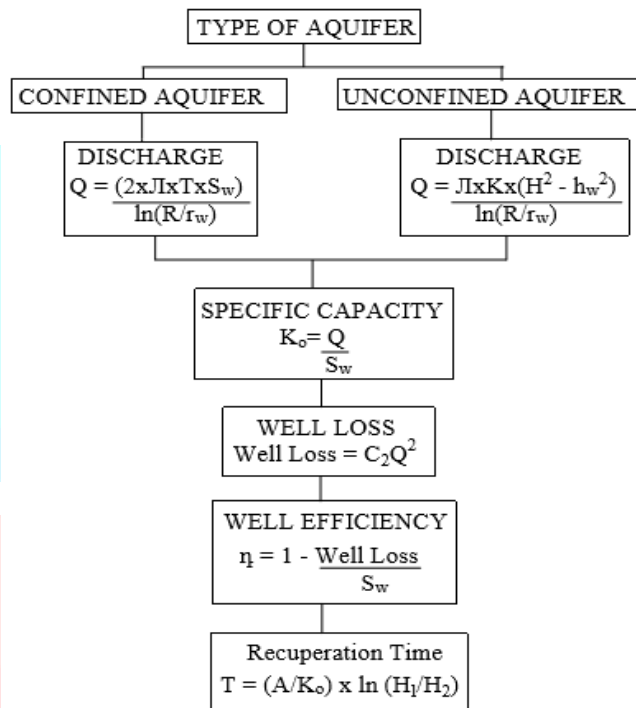 TYPE OF AQUIFER
CONFINED AQUIFER
UNCONFINED AQUIFER
DISCHARGE
Q = (2xЛxTxSw)
ln(R/rw)
DISCHARGE
Q = ЛxKx(H² - hw²)
ln(R/rw)
SPECIFIC CAPACITY
Ko= Q
Sw
WELL LOSS
Well Loss = C₂Q²
WELL EFFICIENCY
η = 1 - Well Loss
Sw
Recuperation Time
T = (A/Ko) x ln (H₁/H₂)